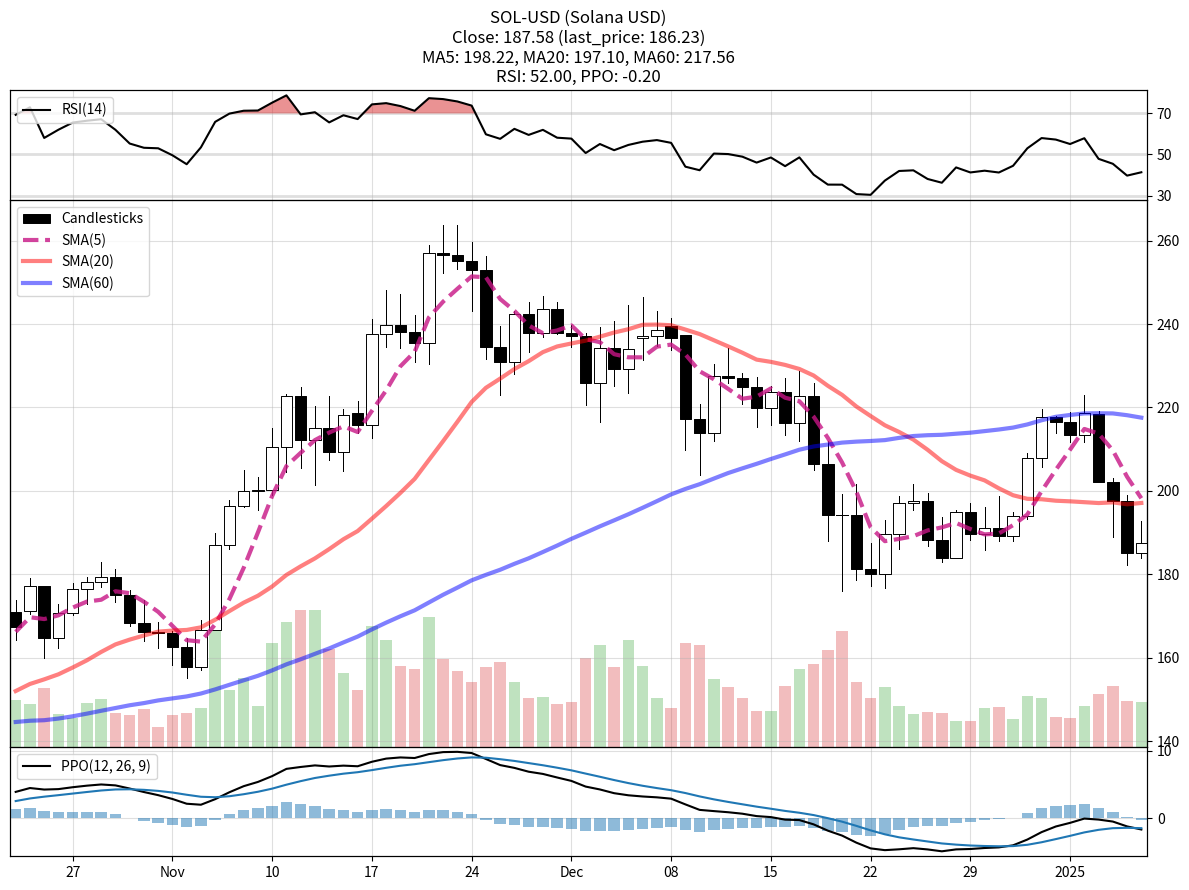 SOL-USD (Solana USD)
Close: 187.58 (last_price: 186.23)
MA5: 198.22, MA20: 197.10, MA60: 217.56
RSI: 52.00, PPO: -0.20
RSI(14)
70
50
30
Candlesticks
SMA(5)
SMA(20)
SMA(60)
260
240
220
200
180
160
140
PPO(12, 26, 9)
10
0
27 Nov 10 17 24 Dec 08 15 22 29 2025